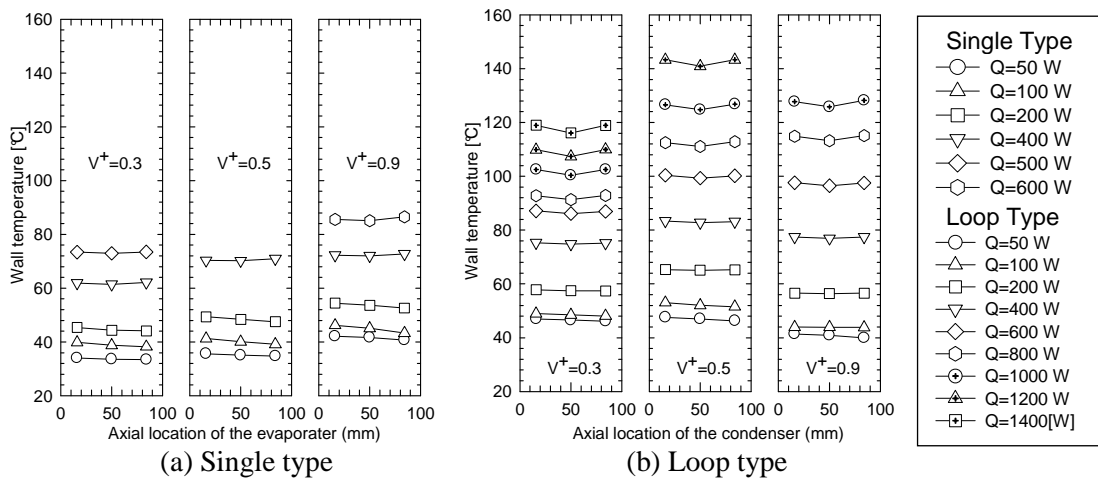 160
140
120
100
80
60
40
20
Wall temperature [°C]
V+=0.3
V+=0.5
V+=0.9
0 50 100
0 50 100
0 50 100
Axial location of the evaporater (mm)
(a) Single type
160
140
120
100
80
60
40
20
Wall temperature [°C]
V+=0.3
V+=0.5
V+=0.9
0 50 100
0 50 100
0 50 100
Axial location of the condenser (mm)
(b) Loop type
Single Type
Q=50 W
Q=100 W
Q=200 W
Q=400 W
Q=500 W
Q=600 W
Loop Type
Q=50 W
Q=100 W
Q=200 W
Q=400 W
Q=600 W
Q=800 W
Q=1000 W
Q=1200 W
Q=1400[W]